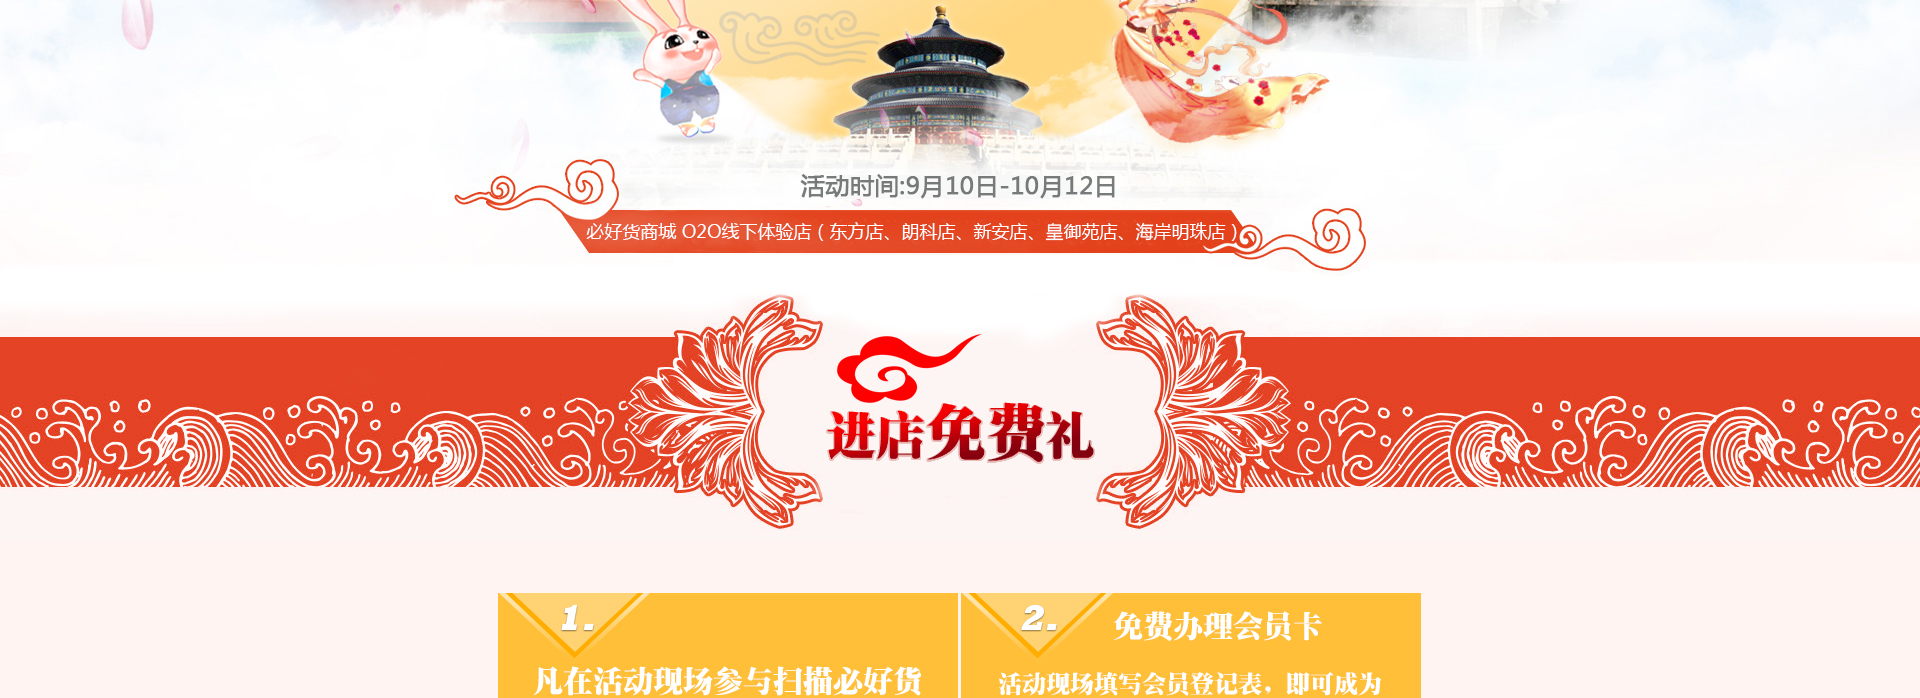 活动时间:9月10日-10月12日
必好货商城 O2O线下体验店 ( 东方店、朗科店、新安店、皇御苑店、海岸明珠店 )
进店免费礼
1.
凡在活动现场参与扫描必好货
2.
免费办理会员卡
活动现场填写会员登记表，即可成为